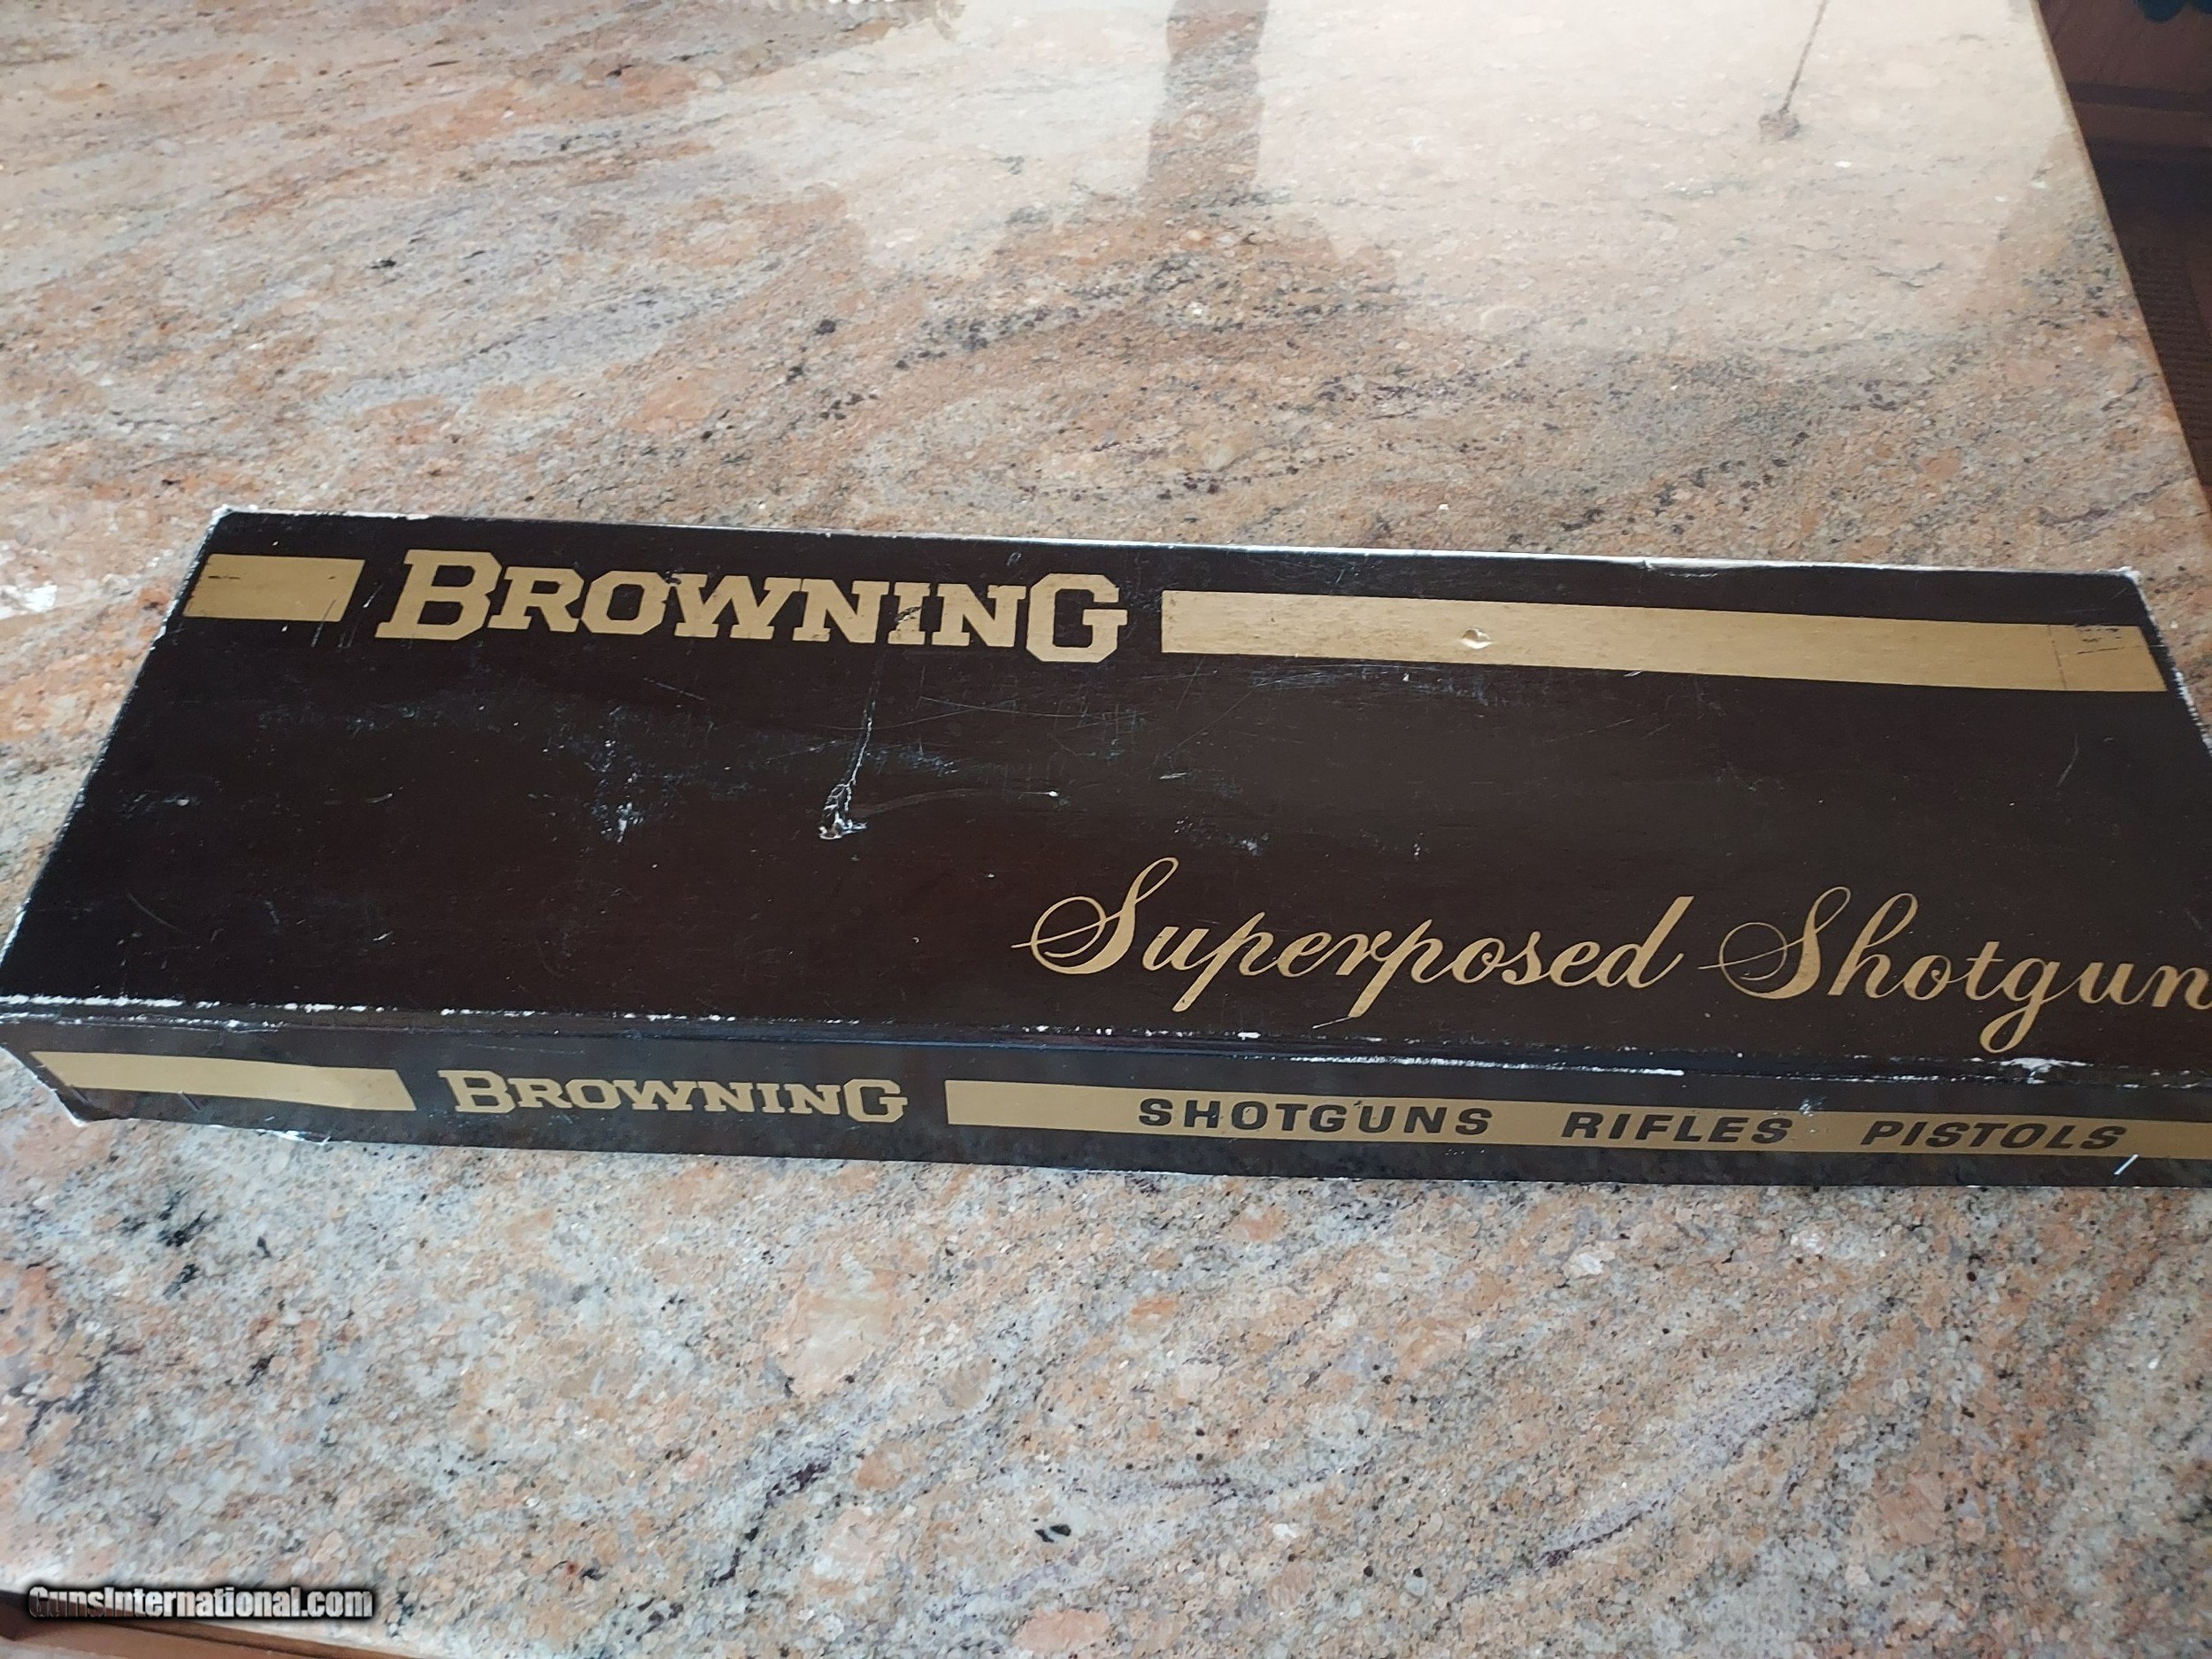 BROWNING
Superposed Shotgun
BROWNING SHOTGUNS RIFLES PISTOLS
GunsInternational.com